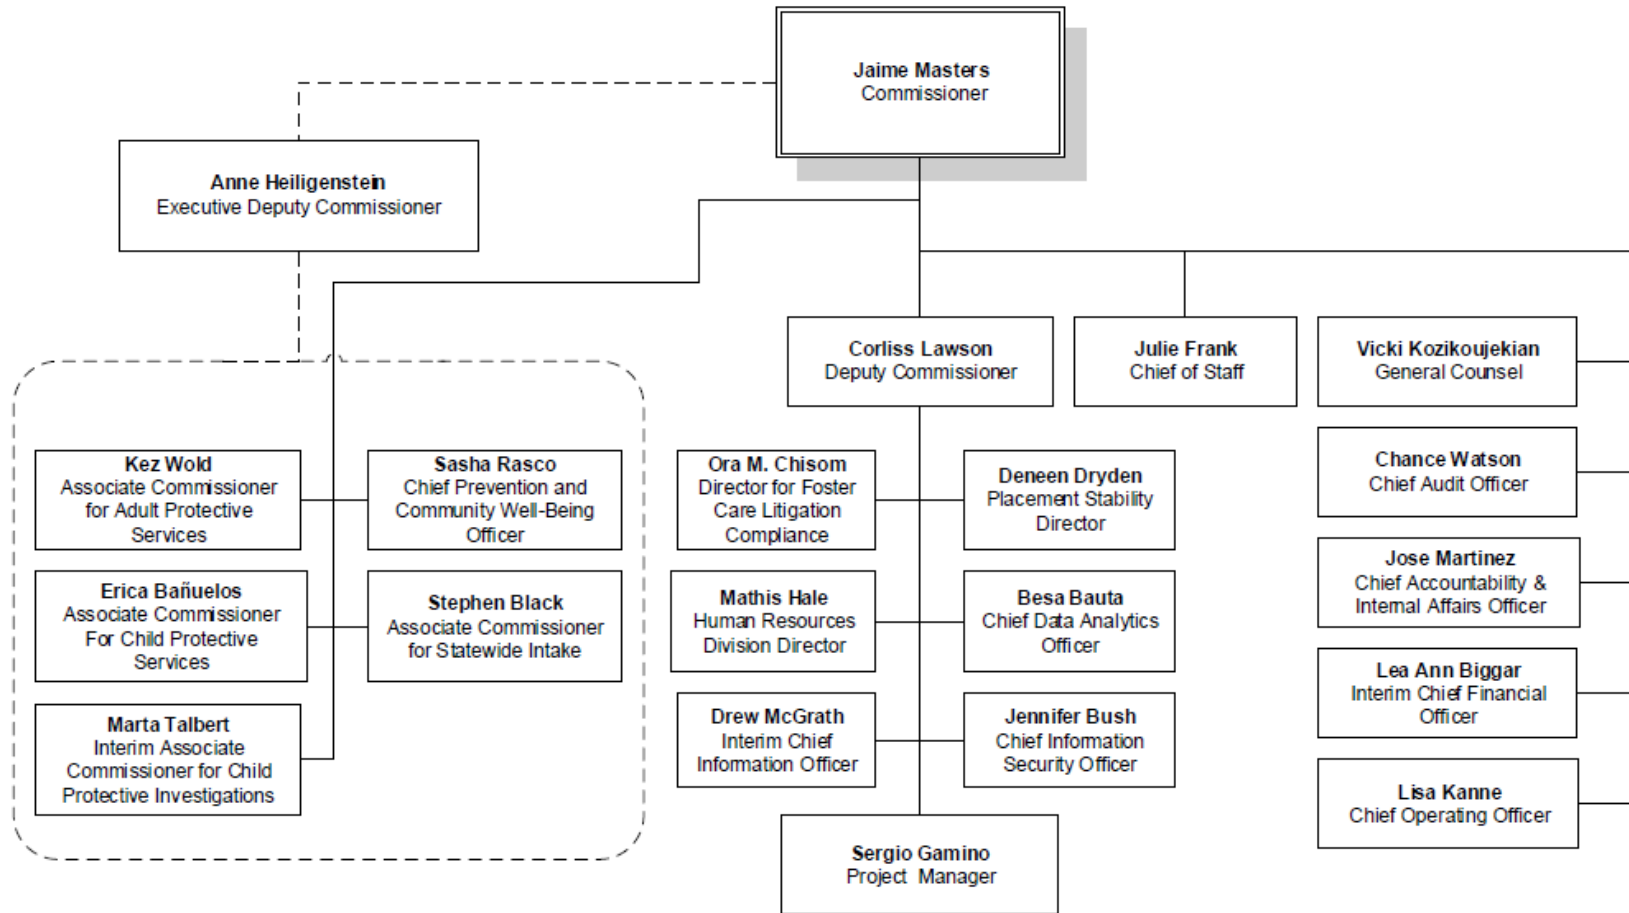 Jaime Masters
Commissioner
Anne Heiligenstein
Executive Deputy Commissioner
Corliss Lawson
Deputy Commissioner
Julie Frank
Chief of Staff
Vicki Kozikoujekian
General Counsel
Kez Wold
Associate Commissioner
for Adult Protective
Services
Sasha Rasco
Chief Prevention and
Community Well-Being
Officer
Erica Bañuelos
Associate Commissioner
For Child Protective
Services
Stephen Black
Associate Commissioner
for Statewide Intake
Marta Talbert
Interim Associate
Commissioner for Child
Protective Investigations
Ora M. Chisom
Director for Foster
Care Litigation
Compliance
Deneen Dryden
Placement Stability
Director
Mathis Hale
Human Resources
Division Director
Besa Bauta
Chief Data Analytics
Officer
Drew McGrath
Interim Chief
Information Officer
Jennifer Bush
Chief Information
Security Officer
Sergio Gamino
Project Manager
Chance Watson
Chief Audit Officer
Jose Martinez
Chief Accountability &
Internal Affairs Officer
Lea Ann Biggar
Interim Chief Financial
Officer
Lisa Kanne
Chief Operating Officer